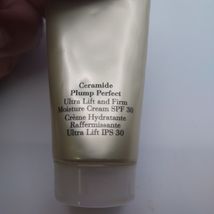 Ceramide
Plump Perfect
Ultra Lift and Firm
Moisture Cream SPF 30
Crème Hydratante
Raffermissante
Ultra Lift IPS 30